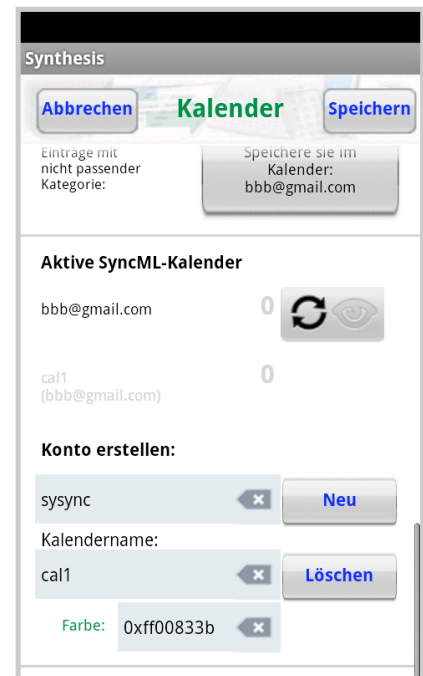 Synthesis
Abbrechen Kalender Speichern
Einträge mit
nicht passender
Kategorie:
Speichere sie im
Kalender:
bbb@gmail.com
Aktive SyncML-Kalender
bbb@gmail.com 0
cal1 0
(bbb@gmail.com)
Konto erstellen:
sysync Neu
Kalendername:
cal1 Löschen
Farbe: 0xff00833b